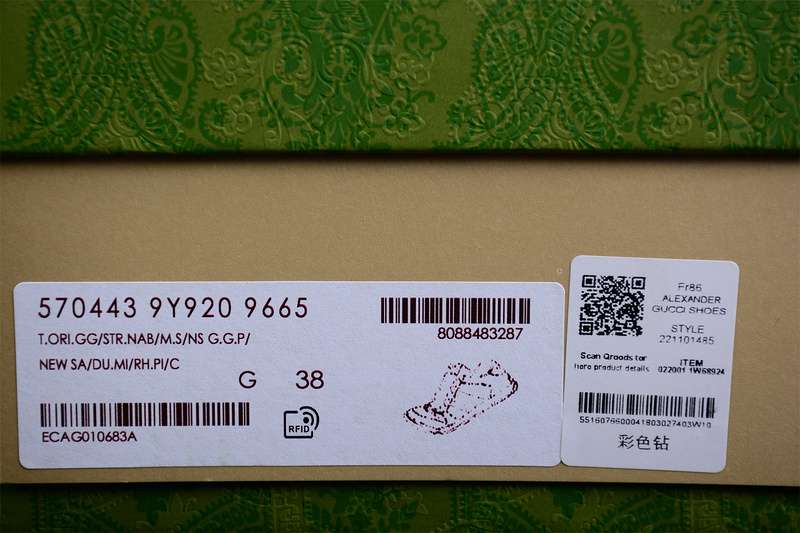 570443 9Y920 9665
T.ORI.GG/STR.NAB/M.S/NS G.G.P/
NEW SA/DU.MI/RH.PI/C
G 38
ECAG010683A
RFID
8088483287
Fr86
ALEXANDER
GUCCI SHOES
STYLE
221101485
Scan Qroods tor
horo product details
ITEM
022001 1W68924
5516076600041803027403W10
彩色钻